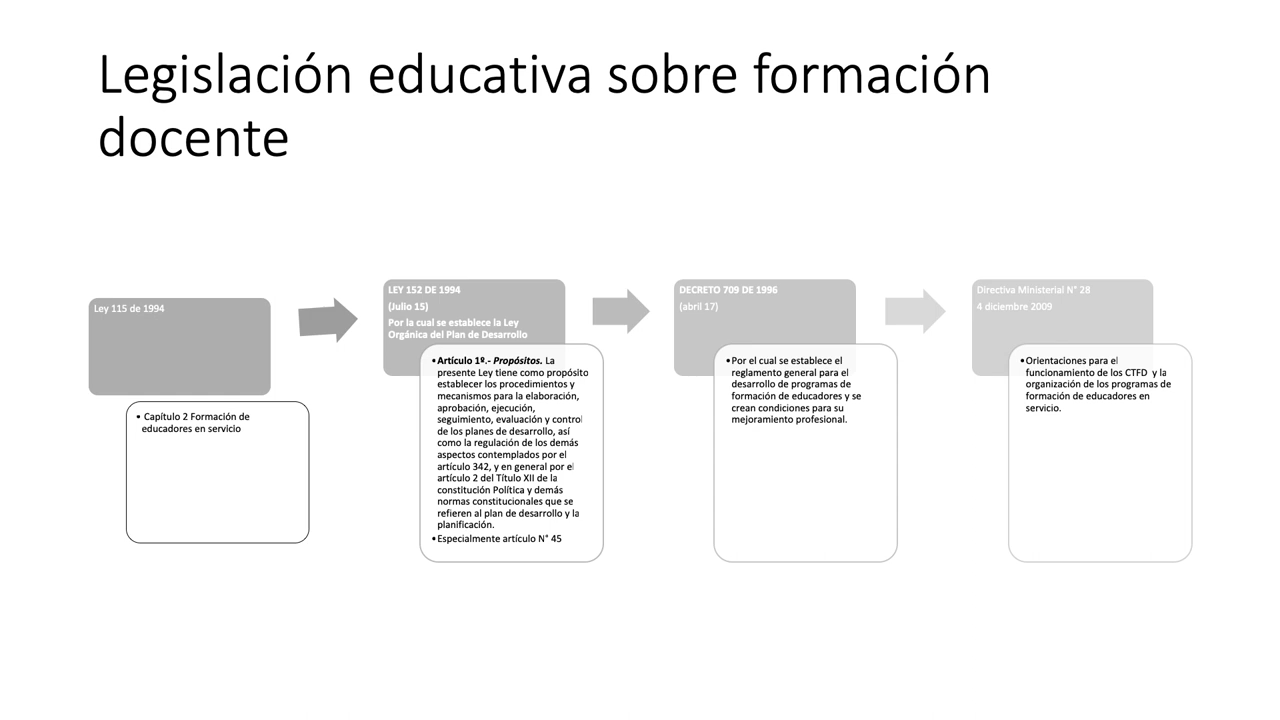 Legislación educativa sobre formación
docente
Ley 115 de 1994
• Capítulo 2 Formación de
educadores en servicio
LEY 152 DE 1994
(Julio 15)
Por la cual se establece la Ley
Orgánica del Plan de Desarrollo
•Artículo 1º.- Propósitos. La
presente Ley tiene como propósito
establecer los procedimientos y
mecanismos para la elaboración,
aprobación, ejecución,
seguimiento, evaluación y control
de los planes de desarrollo, así
como la regulación de los demás
aspectos contemplados por el
artículo 342, y en general por el
artículo 2 del Título XII de la
constitución Política y demás
normas constitucionales que se
refieren al plan de desarrollo y la
planificación.
•Especialmente artículo N° 45
DECRETO 709 DE 1996
(abril 17)
•Por el cual se establece el
reglamento general para el
desarrollo de programas de
formación de educadores y se
crean condiciones para su
mejoramiento profesional.
Directiva Ministerial N° 28
4 diciembre 2009
•Orientaciones para el
funcionamiento de los CTFD y la
organización de los programas de
formación de educadores en
servicio.